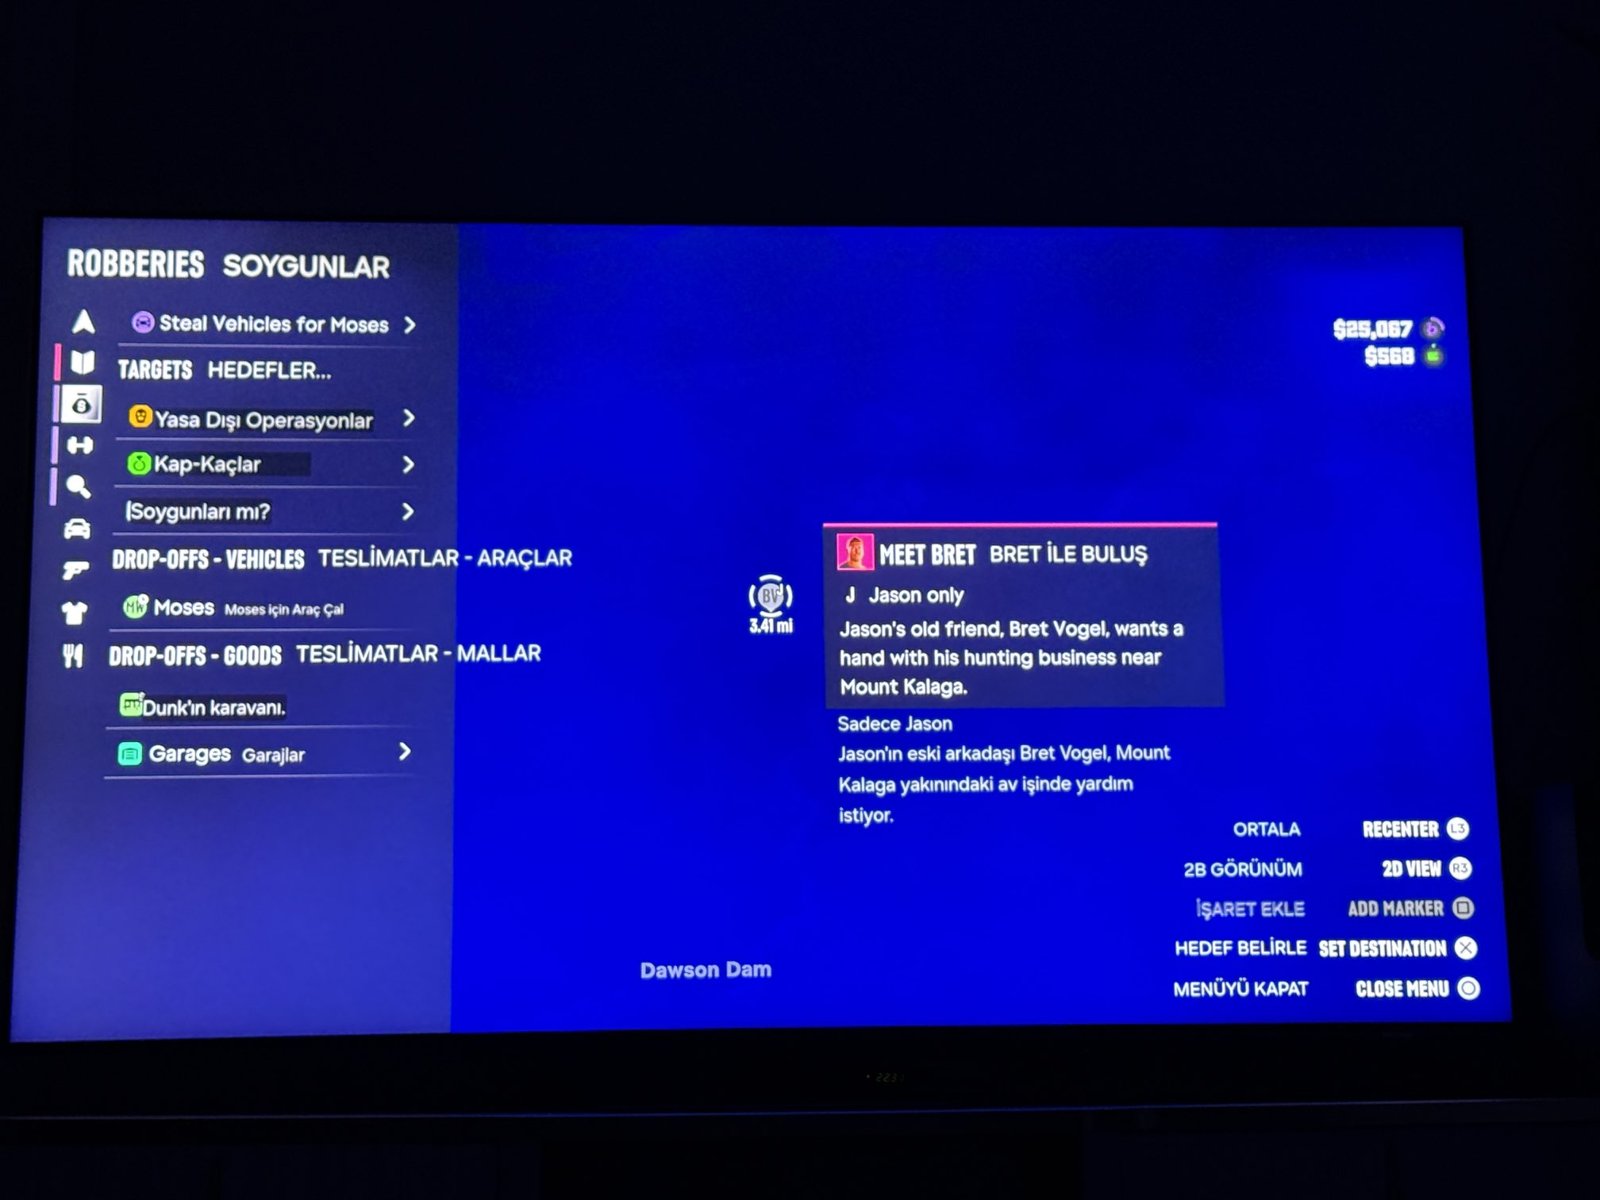 ROBBERIES SOYGUNLAR
Steal Vehicles for Moses
TARGETS HEDEFLER...
Yasa Dışı Operasyonlar
Kap-Kaçlar
Soygunları mı?
DROP-OFFS - VEHICLES TESLİMATLAR - ARAÇLAR
MW Moses Moses için Araç Çal
DROP-OFFS - GOODS TESLİMATLAR - MALLAR
Dunk'ın karavanı.
Garages Garajlar
$25,067
$568
BV
3.41 mi
MEET BRET BRET İLE BULUŞ
J Jason only
Jason's old friend, Bret Vogel, wants a
hand with his hunting business near
Mount Kalaga.
Sadece Jason
Jason'ın eski arkadaşı Bret Vogel, Mount
Kalaga yakınındaki av işinde yardım
istiyor.
Dawson Dam
ORTALA RECENTER L3
2B GÖRÜNÜM 2D VIEW R3
İŞARET EKLE ADD MARKER
HEDEF BELİRLE SET DESTINATION
MENÜYÜ KAPAT CLOSE MENU